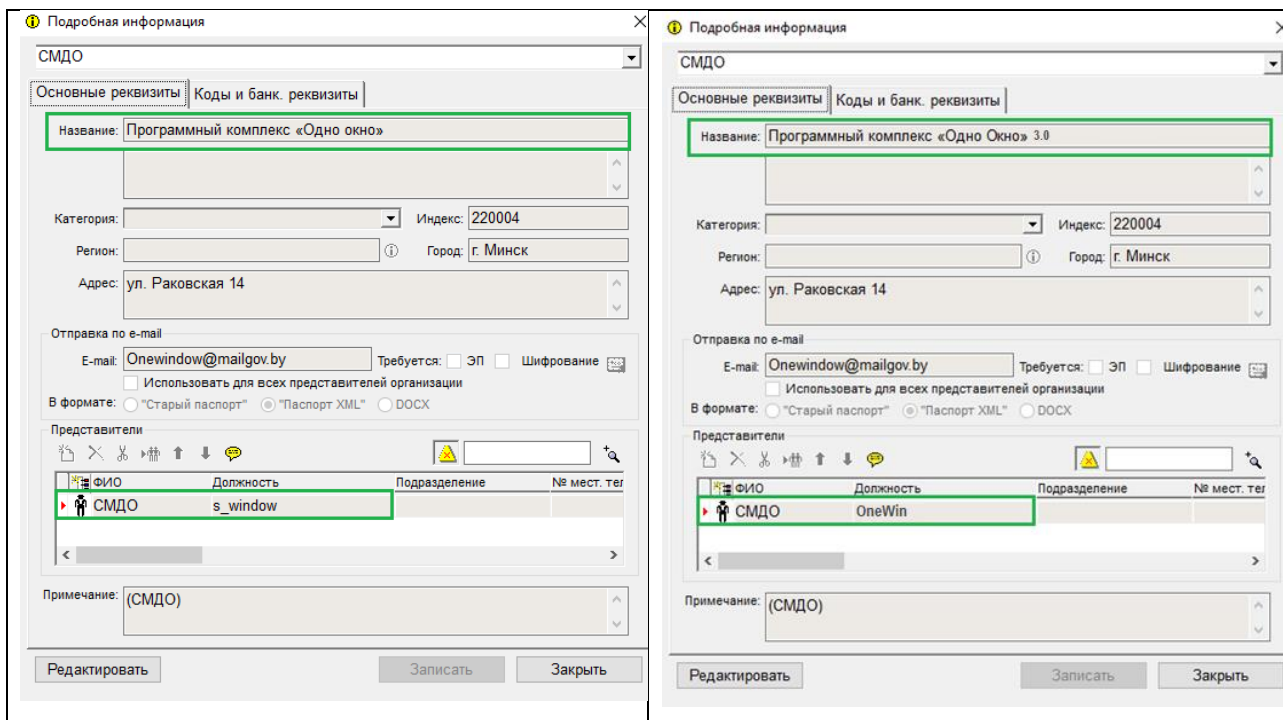 Подробная информация
СМДО
Основные реквизиты Коды и банк. реквизиты
Название: Программный комплекс «Одно окно»
Категория: Индекс: 220004
Регион: Город: г. Минск
Адрес: ул. Раковская 14
Отправка по e-mail
E-mail: Onewindow@mailgov.by Требуется: ЭП Шифрование
Использовать для всех представителей организации
В формате: "Старый паспорт" "Паспорт XML" DOCX
Представители
ФИО Должность Подразделение № мест. тел
СМДО s_window
Примечание: (СМДО)
Редактировать Записать Закрыть
Подробная информация
СМДО
Основные реквизиты Коды и банк. реквизиты
Название: Программный комплекс «Одно Окно» 3.0
Категория: Индекс: 220004
Регион: Город: г. Минск
Адрес: ул. Раковская 14
Отправка по e-mail
E-mail: Onewindow@mailgov.by Требуется: ЭП Шифрование
Использовать для всех представителей организации
В формате: "Старый паспорт" "Паспорт XML" DOCX
Представители
ФИО Должность Подразделение № мест. тел
СМДО OneWin
Примечание: (СМДО)
Редактировать Записать Закрыть